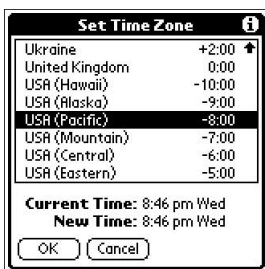 Set Time Zone i
Ukraine +2:00
United Kingdom 0:00
USA (Hawaii) -10:00
USA (Alaska) -9:00
USA (Pacific) -8:00
USA (Mountain) -7:00
USA (Central) -6:00
USA (Eastern) -5:00
Current Time: 8:46 pm Wed
New Time: 8:46 pm Wed
OK Cancel